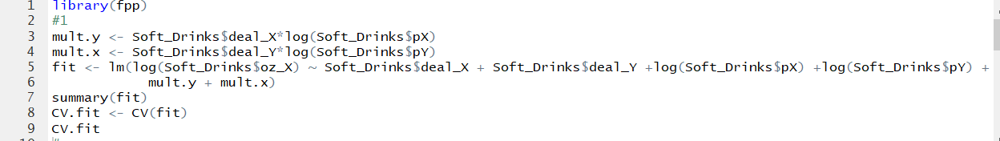 1 library(fpp)
2 #1
3 mult.y <- Soft_Drinks$deal_X*log(Soft_Drinks$pX)
4 mult.x <- Soft_Drinks$deal_Y*log(Soft_Drinks$pY)
5 fit <- lm(log(Soft_Drinks$oz_X) ~ Soft_Drinks$deal_X + Soft_Drinks$deal_Y +log(Soft_Drinks$pX) +log(Soft_Drinks$pY) +
6 mult.y + mult.x)
7 summary(fit)
8 CV.fit <- CV(fit)
9 CV.fit